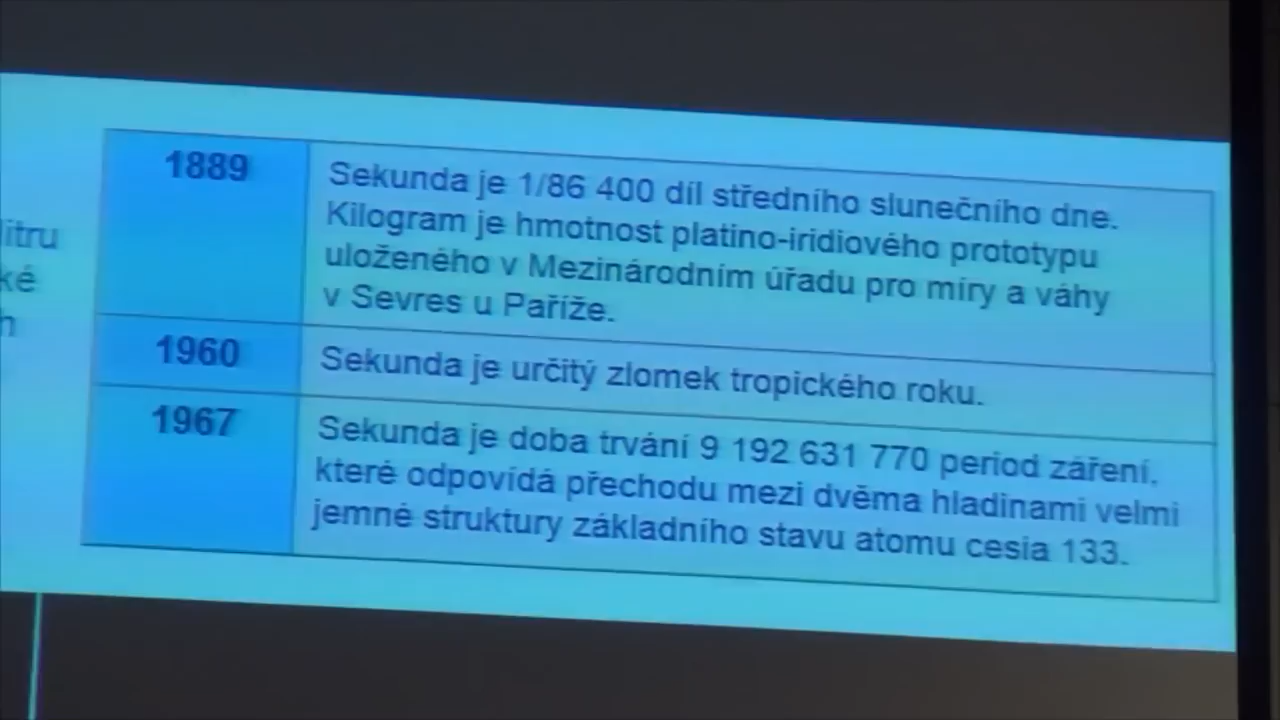 litru
ké
h
1889
Sekunda je 1/86 400 díl středního slunečního dne.
Kilogram je hmotnost platino-iridiového prototypu
uloženého v Mezinárodním úřadu pro míry a váhy
v Sevres u Paříže.
1960
Sekunda je určitý zlomek tropického roku.
1967
Sekunda je doba trvání 9 192 631 770 period záření,
které odpovídá přechodu mezi dvěma hladinami velmi
jemné struktury základního stavu atomu cesia 133.